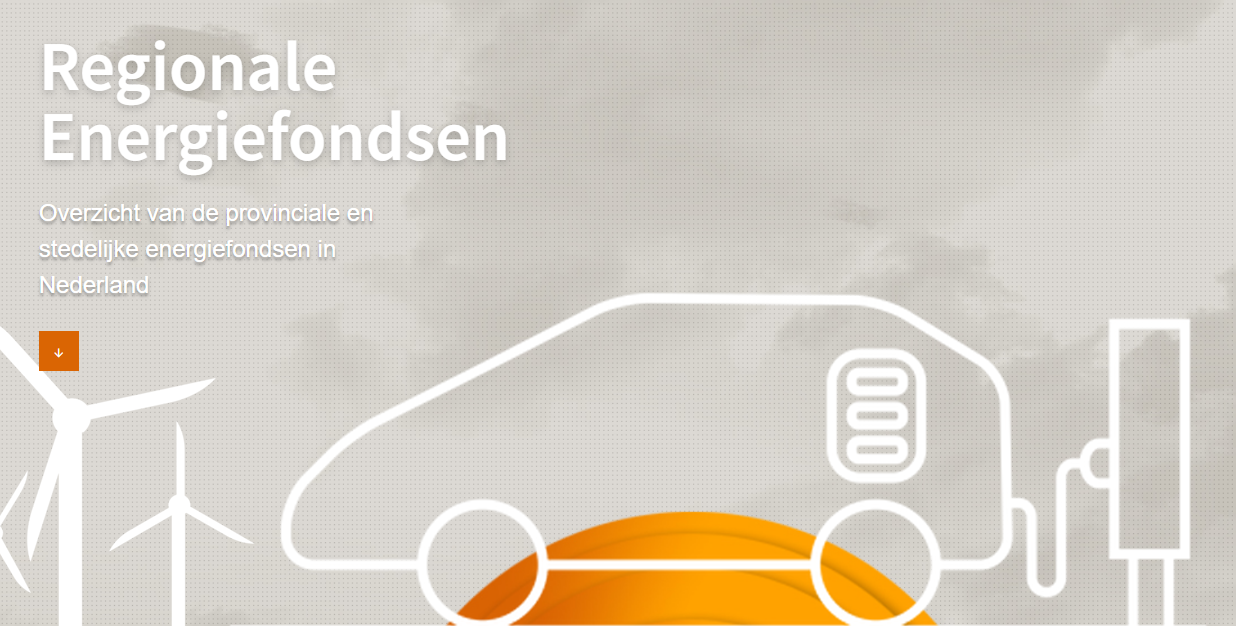 Regionale
Energiefondsen
Overzicht van de provinciale en
stedelijke energiefondsen in
Nederland